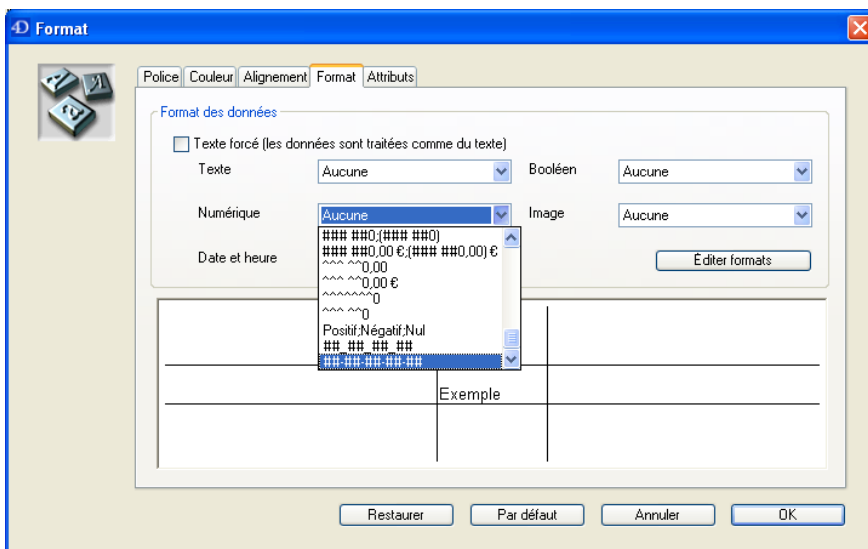 4D Format
Police Couleur Alignement Format Attributs
Format des données
Texte forcé (les données sont traitées comme du texte)
Texte Aucune Booléen Aucune
Numérique Aucune Image Aucune
### ##0;(### ##0)
### ##0,00 €;(### ##0,00) €
Date et heure Éditer formats
^^^ ^^0,00
^^^ ^^0,00 €
^^^^^^^0
^^^ ^^0
Positif;Négatif;Nul
##_##_##_##
##-##-##-##-##
Exemple
Restaurer Par défaut Annuler OK